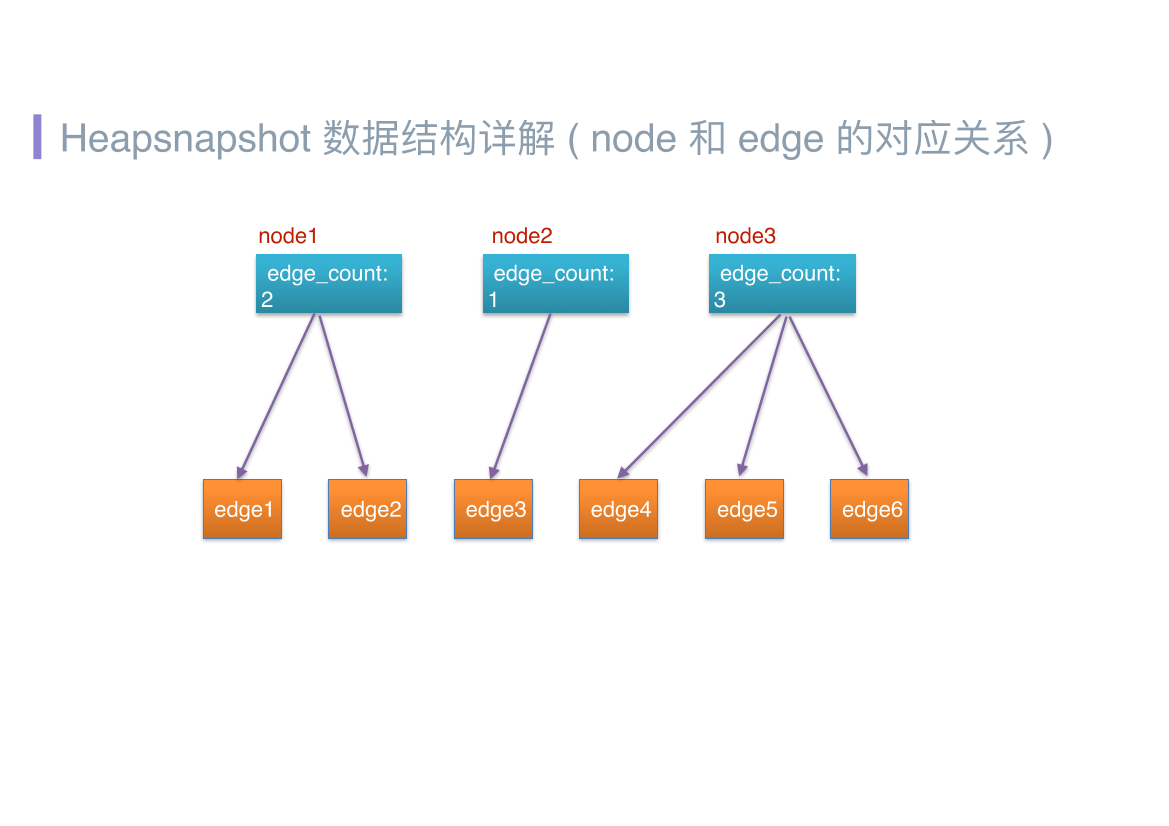 Heapsnapshot 数据结构详解 ( node 和 edge 的对应关系 )
node1
node2
node3
edge_count:
2
edge_count:
1
edge_count:
3
edge1
edge2
edge3
edge4
edge5
edge6